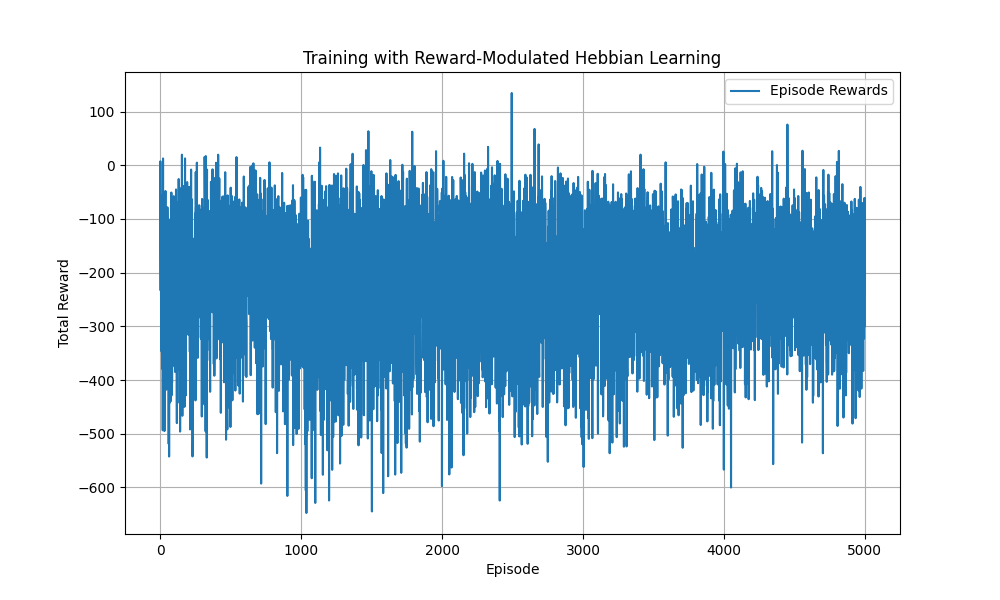 Training with Reward-Modulated Hebbian Learning
Episode Rewards
100
0
−100
−200
−300
−400
−500
−600
Total Reward
0 1000 2000 3000 4000 5000
Episode